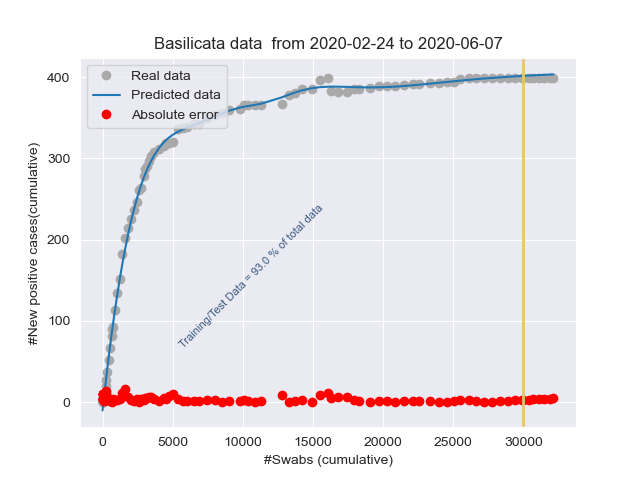 Basilicata data  from 2020-02-24 to 2020-06-07
Real data
Predicted data
Absolute error
400
300
200
100
0
#New positive cases(cumulative)
Training/Test Data = 93.0 % of total data
0
5000
10000
15000
20000
25000
30000
#Swabs (cumulative)